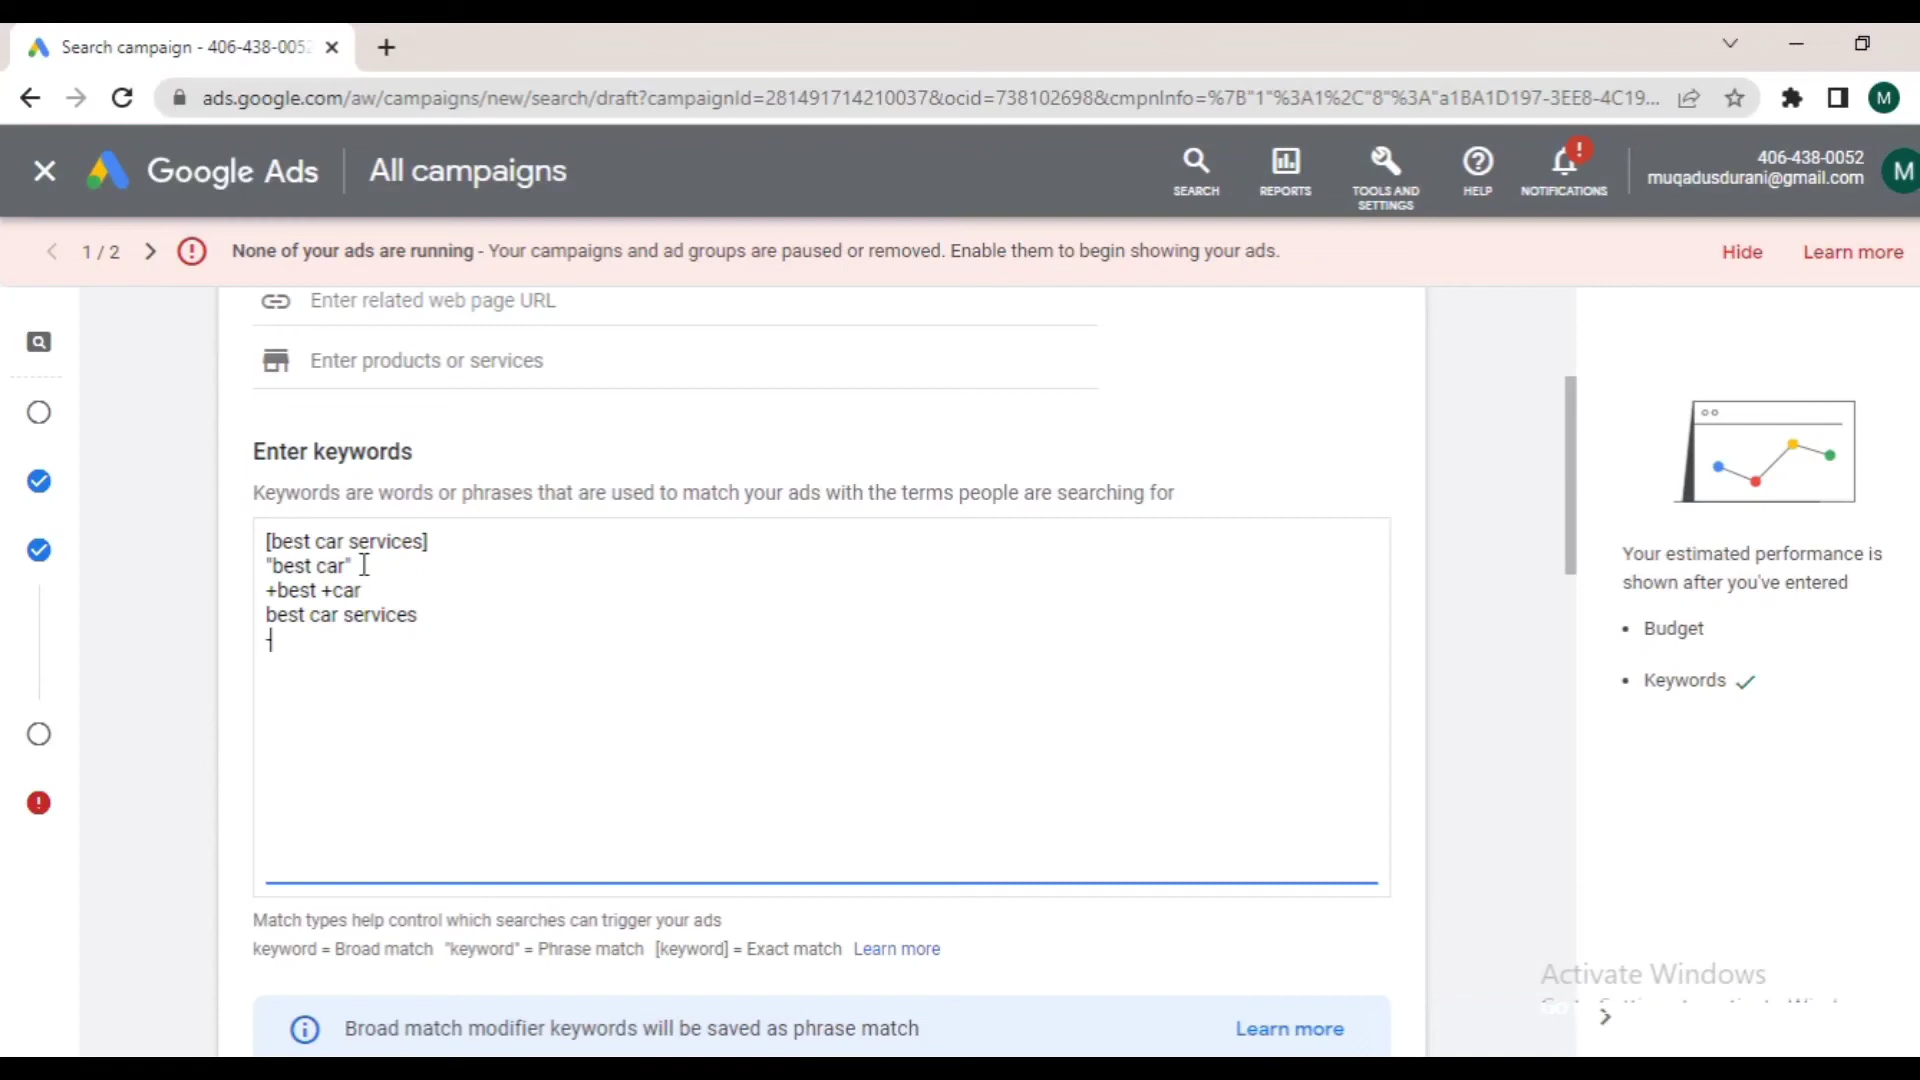 Search campaign - 406-438-0052
ads.google.com/aw/campaigns/new/search/draft?campaignId=281491714210037&ocid=738102698&cmpnInfo=%7B"1"%3A1%2C"8"%3A"a1BA1D197-3EE8-4C19...
M
Google Ads
All campaigns
SEARCH
REPORTS
TOOLS AND
SETTINGS
HELP
!
NOTIFICATIONS
406-438-0052
muqadusdurani@gmail.com
M
1 / 2
None of your ads are running - Your campaigns and ad groups are paused or removed. Enable them to begin showing your ads.
Hide
Learn more
Enter related web page URL
Enter products or services
Enter keywords
Keywords are words or phrases that are used to match your ads with the terms people are searching for
[best car services]
"best car"
+best +car
best car services
-
Match types help control which searches can trigger your ads
keyword = Broad match "keyword" = Phrase match [keyword] = Exact match Learn more
Broad match modifier keywords will be saved as phrase match
Learn more
Your estimated performance is
shown after you've entered
• Budget
• Keywords
Activate Windows